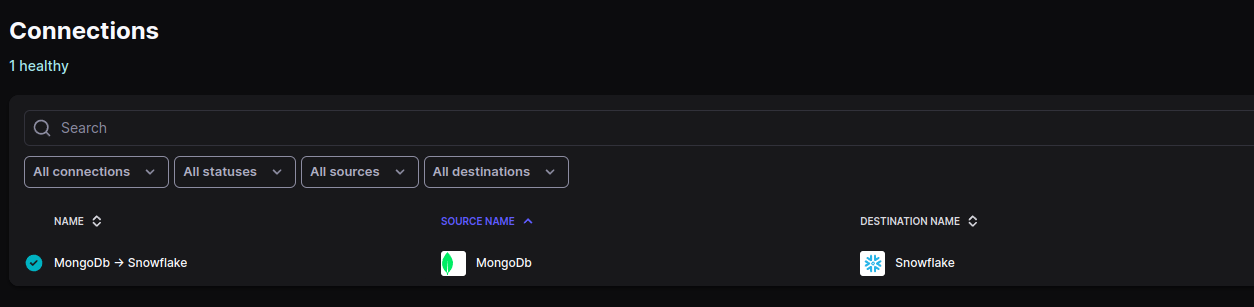 Connections
1 healthy
Search
All connections All statuses All sources All destinations
NAME SOURCE NAME DESTINATION NAME
MongoDb → Snowflake MongoDb Snowflake